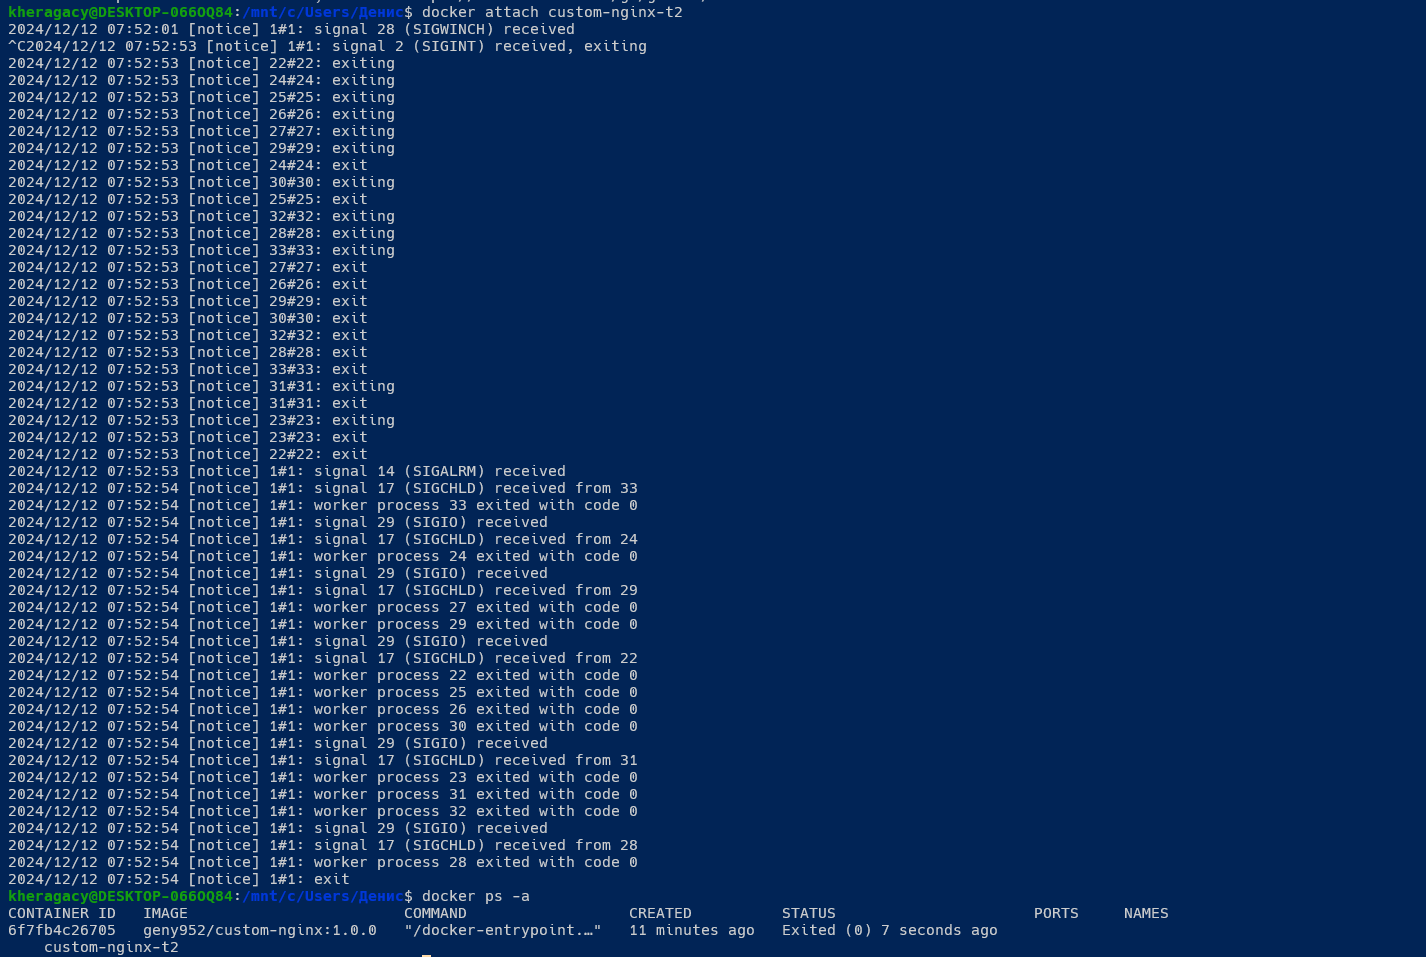 kheragacy@DESKTOP-066OQ84:/mnt/c/Users/Денис$ docker attach custom-nginx-t2
2024/12/12 07:52:01 [notice] 1#1: signal 28 (SIGWINCH) received
^C2024/12/12 07:52:53 [notice] 1#1: signal 2 (SIGINT) received, exiting
2024/12/12 07:52:53 [notice] 22#22: exiting
2024/12/12 07:52:53 [notice] 24#24: exiting
2024/12/12 07:52:53 [notice] 25#25: exiting
2024/12/12 07:52:53 [notice] 26#26: exiting
2024/12/12 07:52:53 [notice] 27#27: exiting
2024/12/12 07:52:53 [notice] 29#29: exiting
2024/12/12 07:52:53 [notice] 24#24: exit
2024/12/12 07:52:53 [notice] 30#30: exiting
2024/12/12 07:52:53 [notice] 25#25: exit
2024/12/12 07:52:53 [notice] 32#32: exiting
2024/12/12 07:52:53 [notice] 28#28: exiting
2024/12/12 07:52:53 [notice] 33#33: exiting
2024/12/12 07:52:53 [notice] 27#27: exit
2024/12/12 07:52:53 [notice] 26#26: exit
2024/12/12 07:52:53 [notice] 29#29: exit
2024/12/12 07:52:53 [notice] 30#30: exit
2024/12/12 07:52:53 [notice] 32#32: exit
2024/12/12 07:52:53 [notice] 28#28: exit
2024/12/12 07:52:53 [notice] 33#33: exit
2024/12/12 07:52:53 [notice] 31#31: exiting
2024/12/12 07:52:53 [notice] 31#31: exit
2024/12/12 07:52:53 [notice] 23#23: exiting
2024/12/12 07:52:53 [notice] 23#23: exit
2024/12/12 07:52:53 [notice] 22#22: exit
2024/12/12 07:52:53 [notice] 1#1: signal 14 (SIGALRM) received
2024/12/12 07:52:54 [notice] 1#1: signal 17 (SIGCHLD) received from 33
2024/12/12 07:52:54 [notice] 1#1: worker process 33 exited with code 0
2024/12/12 07:52:54 [notice] 1#1: signal 29 (SIGIO) received
2024/12/12 07:52:54 [notice] 1#1: signal 17 (SIGCHLD) received from 24
2024/12/12 07:52:54 [notice] 1#1: worker process 24 exited with code 0
2024/12/12 07:52:54 [notice] 1#1: signal 29 (SIGIO) received
2024/12/12 07:52:54 [notice] 1#1: signal 17 (SIGCHLD) received from 29
2024/12/12 07:52:54 [notice] 1#1: worker process 27 exited with code 0
2024/12/12 07:52:54 [notice] 1#1: worker process 29 exited with code 0
2024/12/12 07:52:54 [notice] 1#1: signal 29 (SIGIO) received
2024/12/12 07:52:54 [notice] 1#1: signal 17 (SIGCHLD) received from 22
2024/12/12 07:52:54 [notice] 1#1: worker process 22 exited with code 0
2024/12/12 07:52:54 [notice] 1#1: worker process 25 exited with code 0
2024/12/12 07:52:54 [notice] 1#1: worker process 26 exited with code 0
2024/12/12 07:52:54 [notice] 1#1: worker process 30 exited with code 0
2024/12/12 07:52:54 [notice] 1#1: signal 29 (SIGIO) received
2024/12/12 07:52:54 [notice] 1#1: signal 17 (SIGCHLD) received from 31
2024/12/12 07:52:54 [notice] 1#1: worker process 23 exited with code 0
2024/12/12 07:52:54 [notice] 1#1: worker process 31 exited with code 0
2024/12/12 07:52:54 [notice] 1#1: worker process 32 exited with code 0
2024/12/12 07:52:54 [notice] 1#1: signal 29 (SIGIO) received
2024/12/12 07:52:54 [notice] 1#1: signal 17 (SIGCHLD) received from 28
2024/12/12 07:52:54 [notice] 1#1: worker process 28 exited with code 0
2024/12/12 07:52:54 [notice] 1#1: exit
kheragacy@DESKTOP-066OQ84:/mnt/c/Users/Денис$ docker ps -a
CONTAINER ID   IMAGE                        COMMAND                  CREATED          STATUS                      PORTS     NAMES
6f7fb4c26705   geny952/custom-nginx:1.0.0   "/docker-entrypoint.…"   11 minutes ago   Exited (0) 7 seconds ago
    custom-nginx-t2